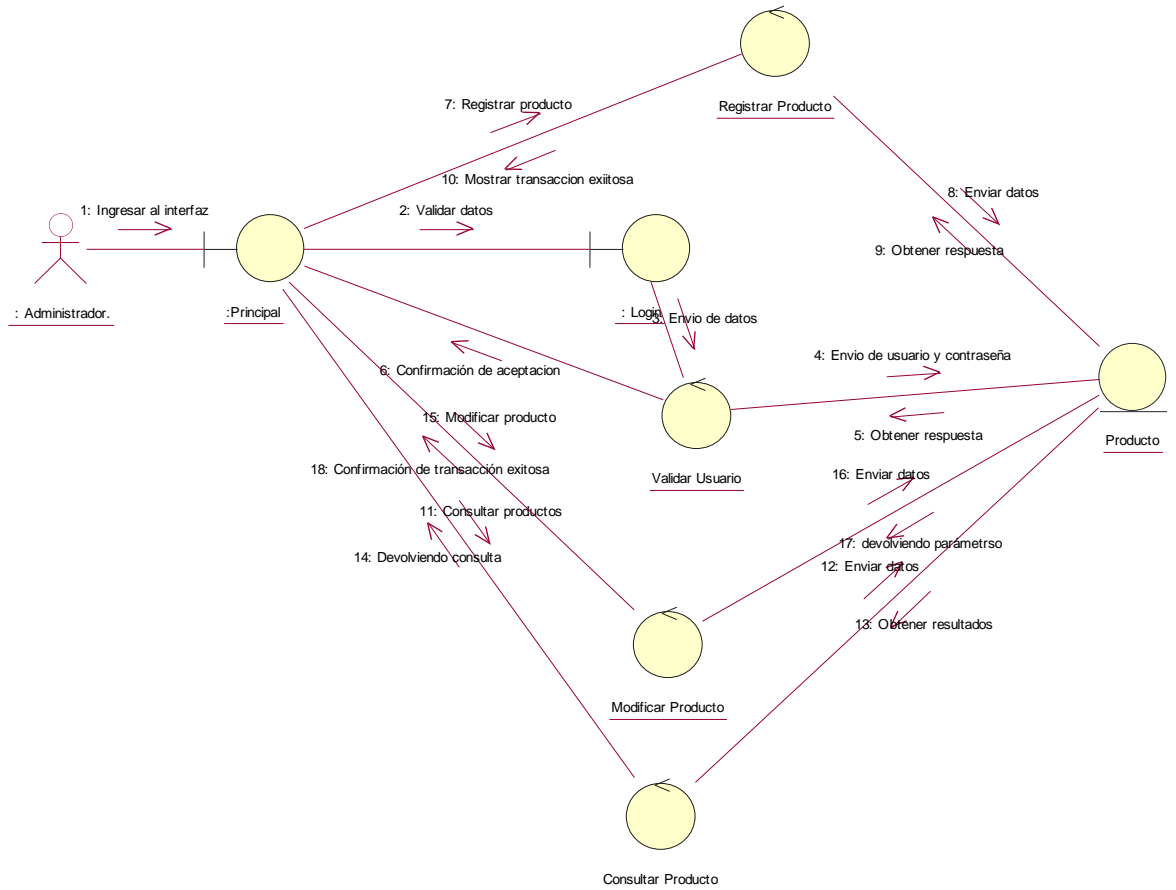 7: Registrar producto
Registrar Producto
10: Mostrar transaccion exiitosa
8: Enviar datos
1: Ingresar al interfaz
2: Validar datos
9: Obtener respuesta
: Administrador.
:Principal
: Login
3: Envio de datos
4: Envio de usuario y contraseña
6: Confirmación de aceptacion
15: Modificar producto
5: Obtener respuesta
Producto
18: Confirmación de transacción exitosa
Validar Usuario
16: Enviar datos
11: Consultar productos
17: devolviendo parametrso
14: Devolviendo consulta
12: Enviar datos
13: Obtener resultados
Modificar Producto
Consultar Producto